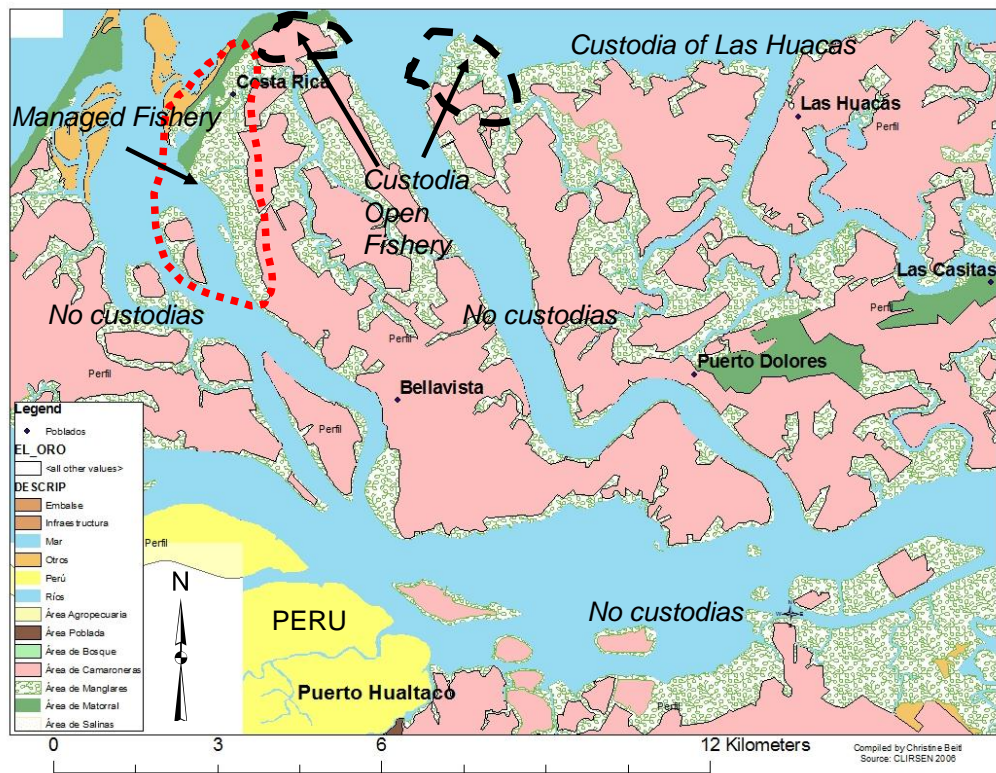 Custodia of Las Huacas
Costa Rica
Las Huacas
Managed Fishery
Perfil
Custodia
Open
Fishery
Las Casitas
No custodias
No custodias
Perfil
Puerto Dolores
Perfil
Perfil
Bellavista
Legend
Poblados
Perfil
EL_ORO
<all other values>
DESCRIP
Embalse
Infraestructura
Mar
Perfil
Perfil
Otros
Perú
N
Ríos
No custodias
W E
S
Área Agropecuaria
PERU
Área Poblada
Área de Bosque
Área de Camaroneras
Puerto Hualtaco
Área de Manglares
Perfil
Área de Matorral
Área de Salinas
0 3 6 12 Kilometers
Compiled by Christine Beitl
Source: CLIRSEN 2006